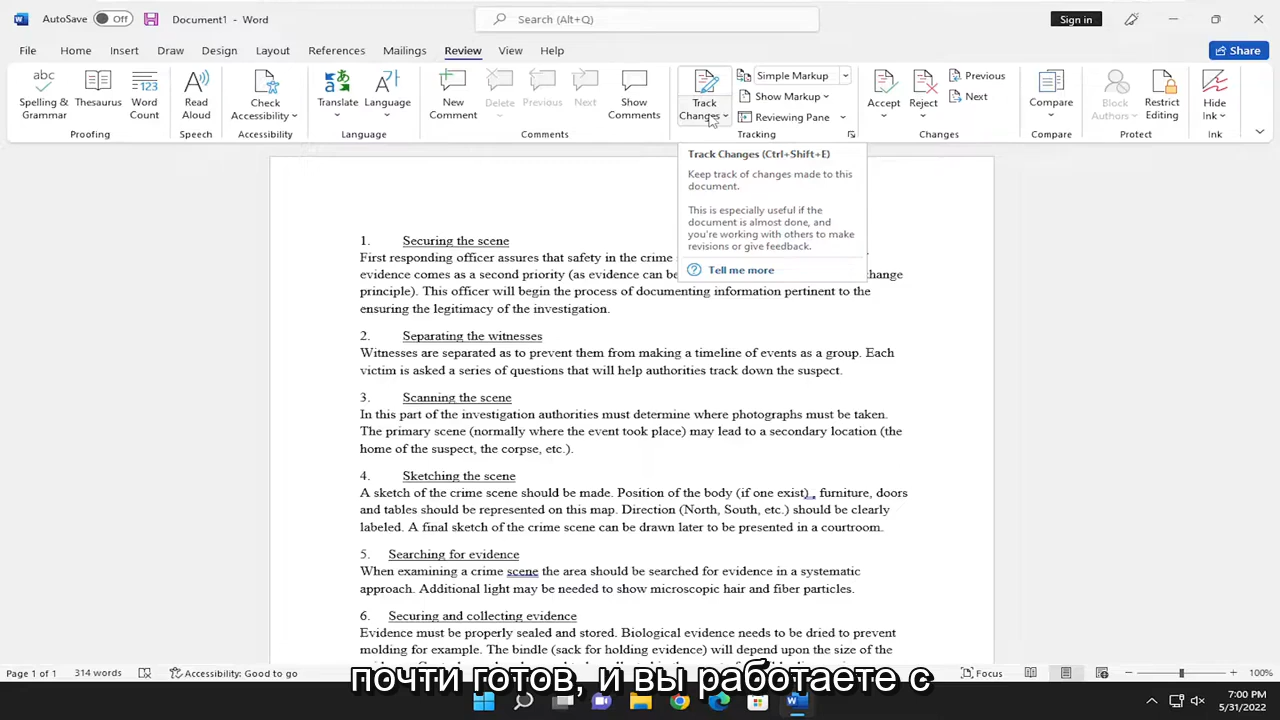 AutoSave Off Document1 - Word Search (Alt+Q) Sign in
File Home Insert Draw Design Layout References Mailings Review View Help Share
abc Spelling & Grammar Thesaurus 123 Word Count Read Aloud Check Accessibility Translate Language New Comment Delete Previous Next Show Comments Track Changes Simple Markup Show Markup Reviewing Pane Accept Reject Previous Next Compare Block Authors Restrict Editing Hide Ink
Proofing Speech Accessibility Language Comments Tracking Changes Compare Protect Ink
Track Changes (Ctrl+Shift+E)
Keep track of changes made to this
document.
This is especially useful if the
document is almost done, and
you're working with others to make
revisions or give feedback.
Tell me more
1. Securing the scene
First responding officer assures that safety in the crime
evidence comes as a second priority (as evidence can be change
principle). This officer will begin the process of documenting information pertinent to the
ensuring the legitimacy of the investigation.
2. Separating the witnesses
Witnesses are separated as to prevent them from making a timeline of events as a group. Each
victim is asked a series of questions that will help authorities track down the suspect.
3. Scanning the scene
In this part of the investigation authorities must determine where photographs must be taken.
The primary scene (normally where the event took place) may lead to a secondary location (the
home of the suspect, the corpse, etc.).
4. Sketching the scene
A sketch of the crime scene should be made. Position of the body (if one exist) , furniture, doors
and tables should be represented on this map. Direction (North, South, etc.) should be clearly
labeled. A final sketch of the crime scene can be drawn later to be presented in a courtroom.
5. Searching for evidence
When examining a crime scene the area should be searched for evidence in a systematic
approach. Additional light may be needed to show microscopic hair and fiber particles.
6. Securing and collecting evidence
Evidence must be properly sealed and stored. Biological evidence needs to be dried to prevent
molding for example. The bindle (sack for holding evidence) will depend upon the size of the
Page 1 of 1 314 words Accessibility: Good to go Focus 100%
почти готов, и вы работаете с
7:00 PM
5/31/2022